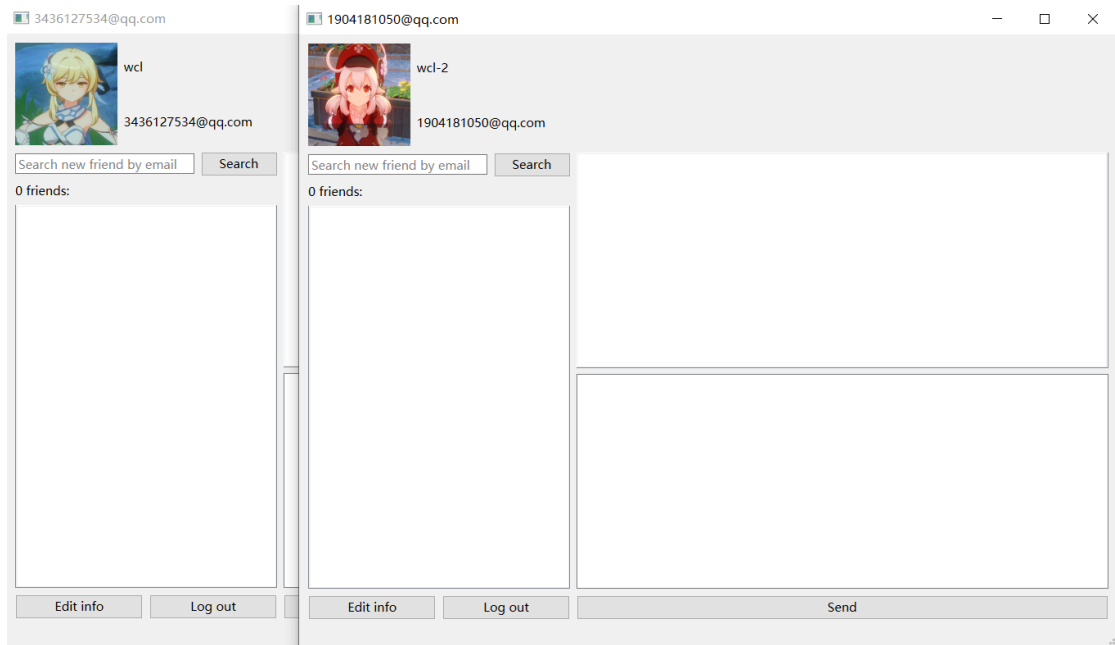 3436127534@qq.com
wcl
3436127534@qq.com
Search new friend by email
Search
0 friends:
Edit info
Log out
1904181050@qq.com
wcl-2
1904181050@qq.com
Search new friend by email
Search
0 friends:
Edit info
Log out
Send